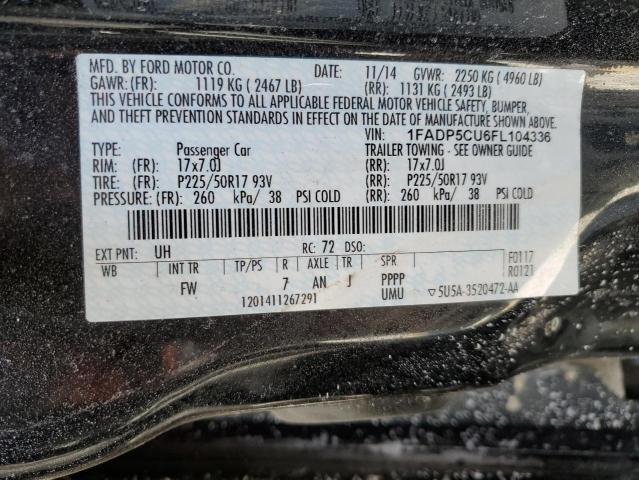 MFD. BY FORD MOTOR CO. DATE: 11/14 GVWR: 2250 KG ( 4960 LB)
GAWR: (FR): 1119 KG ( 2467 LB) (RR): 1131 KG ( 2493 LB)
THIS VEHICLE CONFORMS TO ALL APPLICABLE FEDERAL MOTOR VEHICLE SAFETY, BUMPER,
AND THEFT PREVENTION STANDARDS IN EFFECT ON THE DATE OF MANUFACTURE SHOWN ABOVE.
VIN: 1FADP5CU6FL104336
TYPE: Passenger Car TRAILER TOWING - SEE OWNER GUIDE
RIM: (FR): 17x7.0J (RR): 17x7.0J
TIRE: (FR): P225/50R17 93V (RR): P225/50R17 93V
PRESSURE: (FR): 260 kPa/ 38 PSI COLD (RR): 260 kPa/ 38 PSI COLD
EXT PNT: UH RC: 72 DSO: F0117
WB INT TR TP/PS R AXLE TR SPR R0121
FW 7 AN J PPPP
1201411267291 UMU ▽5U5A-3520472-AA